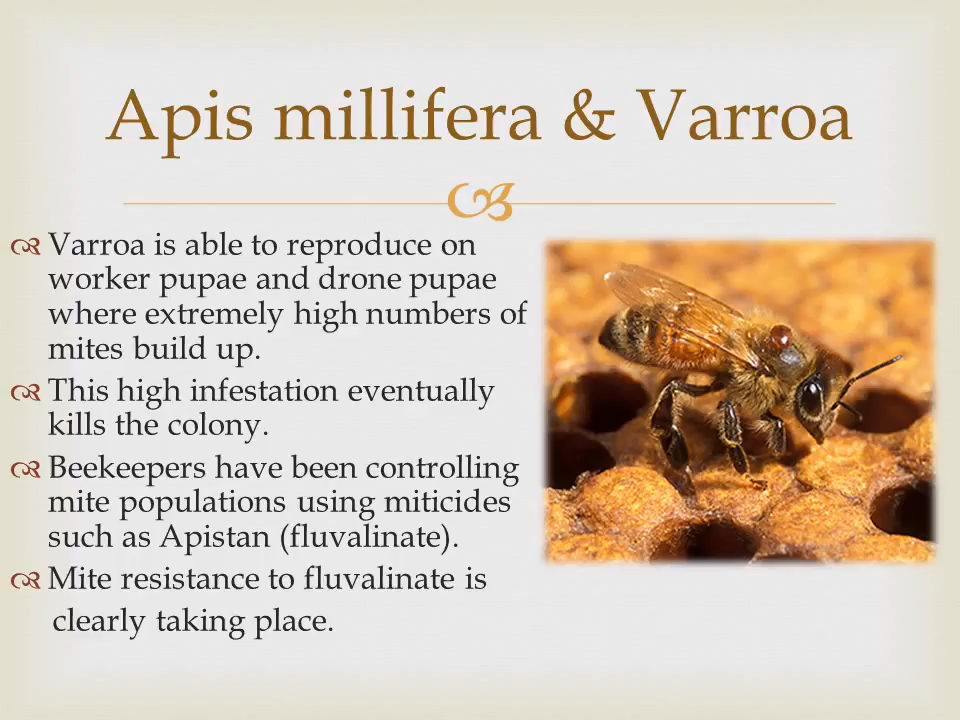 Apis millifera & Varroa
Varroa is able to reproduce on
worker pupae and drone pupae
where extremely high numbers of
mites build up.
This high infestation eventually
kills the colony.
Beekeepers have been controlling
mite populations using miticides
such as Apistan (fluvalinate).
Mite resistance to fluvalinate is
clearly taking place.